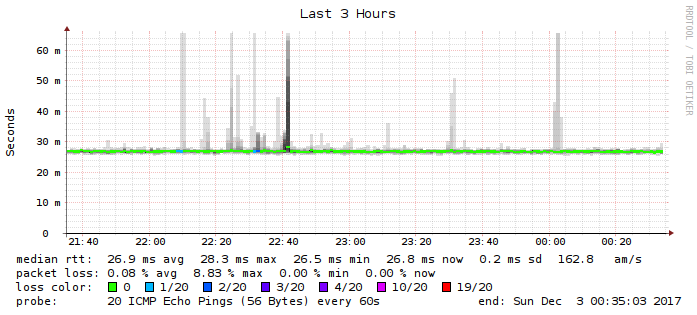 Last 3 Hours
RRDTOOL / TOBI OETIKER
Seconds
60 m
50 m
40 m
30 m
20 m
10 m
0
21:40 22:00 22:20 22:40 23:00 23:20 23:40 00:00 00:20
median rtt: 26.9 ms avg 28.3 ms max 26.5 ms min 26.8 ms now 0.2 ms sd 162.8 am/s
packet loss: 0.08 % avg 8.83 % max 0.00 % min 0.00 % now
loss color: 0 1/20 2/20 3/20 4/20 10/20 19/20
probe: 20 ICMP Echo Pings (56 Bytes) every 60s end: Sun Dec 3 00:35:03 2017